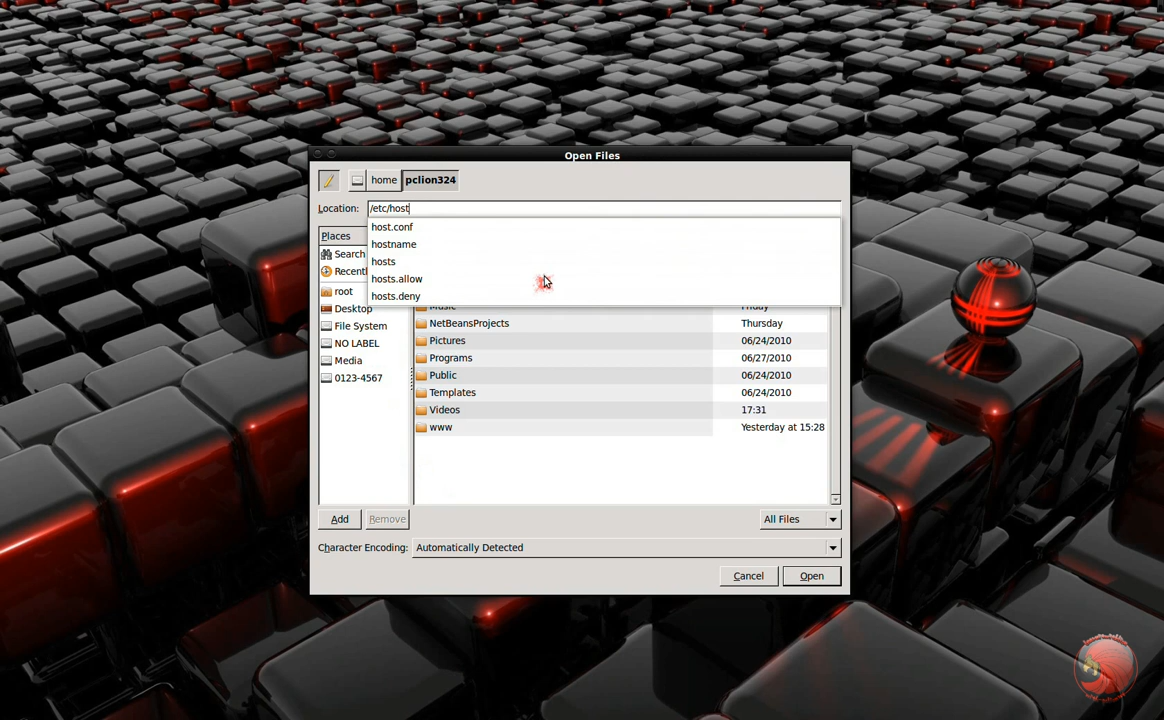 Open Files
home pclion324
Location: /etc/host
host.conf
hostname
hosts
hosts.allow
hosts.deny
Places
Search
Recentl
root
Desktop
File System
NO LABEL
Media
0123-4567
Music Friday
NetBeansProjects Thursday
Pictures 06/24/2010
Programs 06/27/2010
Public 06/24/2010
Templates 06/24/2010
Videos 17:31
www Yesterday at 15:28
Add Remove All Files
Character Encoding: Automatically Detected
Cancel Open